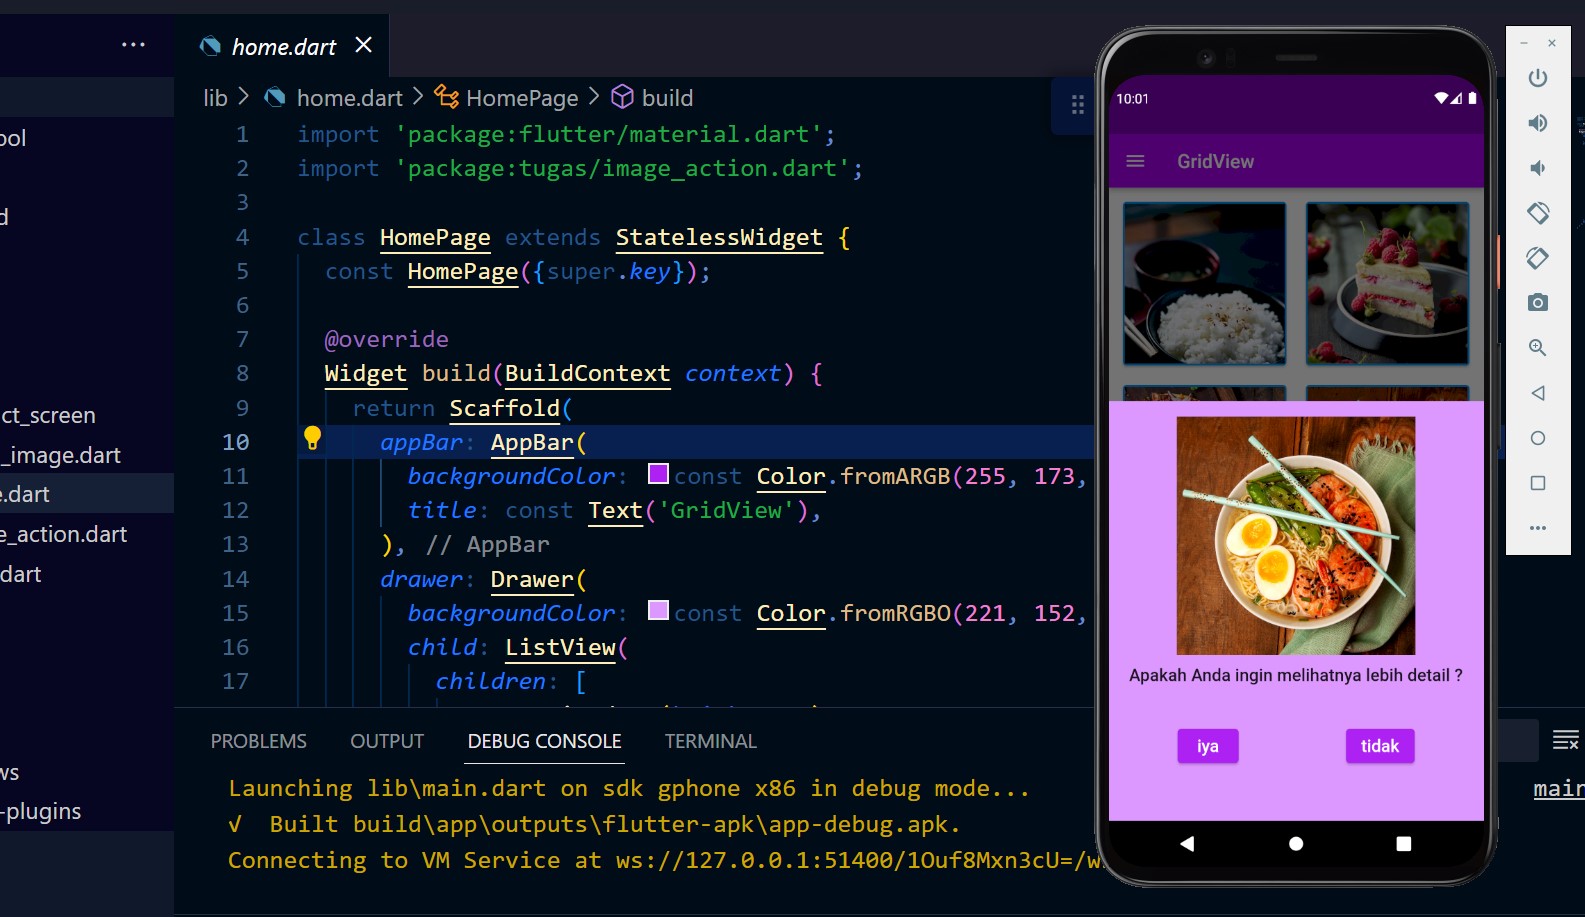 ...
home.dart
lib > home.dart > HomePage > build
ool
d
ct_screen
_image.dart
e.dart
e_action.dart
dart
ws
-plugins
1 import 'package:flutter/material.dart';
2 import 'package:tugas/image_action.dart';
3
4 class HomePage extends StatelessWidget {
5 const HomePage({super.key});
6
7 @override
8 Widget build(BuildContext context) {
9 return Scaffold(
10 appBar: AppBar(
11 backgroundColor: const Color.fromARGB(255, 173,
12 title: const Text('GridView'),
13 ), // AppBar
14 drawer: Drawer(
15 backgroundColor: const Color.fromRGBO(221, 152,
16 child: ListView(
17 children: [
PROBLEMS OUTPUT DEBUG CONSOLE TERMINAL
Launching lib\main.dart on sdk gphone x86 in debug mode...
√ Built build\app\outputs\flutter-apk\app-debug.apk.
Connecting to VM Service at ws://127.0.0.1:51400/1Ouf8Mxn3cU=/w
main
10:01
GridView
Apakah Anda ingin melihatnya lebih detail ?
iya tidak